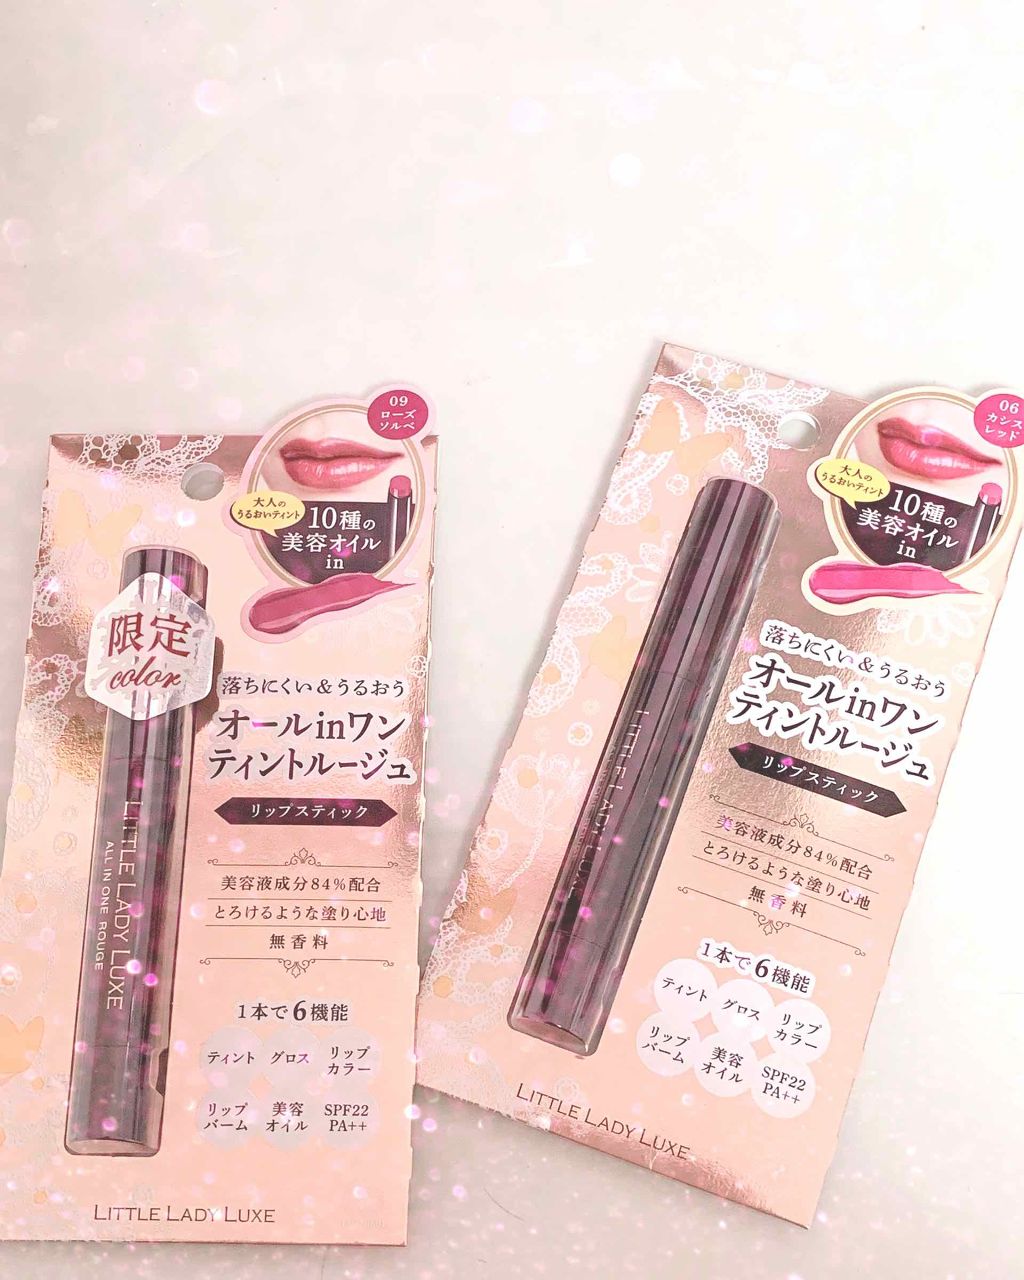 09
ローズ
ソルベ
大人の
うるおいティント
10種の
美容オイル
in
限定
color
落ちにくい&うるおう
オールinワン
ティントルージュ
リップスティック
美容液成分84%配合
とろけるような塗り心地
無香料
1本で6機能
ティント グロス リップ
カラー
リップ
バーム
美容
オイル
SPF22
PA++
LITTLE LADY LUXE
ALL IN ONE ROUGE
LITTLE LADY LUXE
06
カシス
レッド
大人の
うるおいティント
10種の
美容オイル
in
落ちにくい&うるおう
オールinワン
ティントルージュ
リップスティック
美容液成分84%配合
とろけるような塗り心地
無香料
1本で6機能
ティント グロス リップ
カラー
リップ
バーム
美容
オイル
SPF22
PA++
LITTLE LADY LUXE
LITTLE LADY LUXE